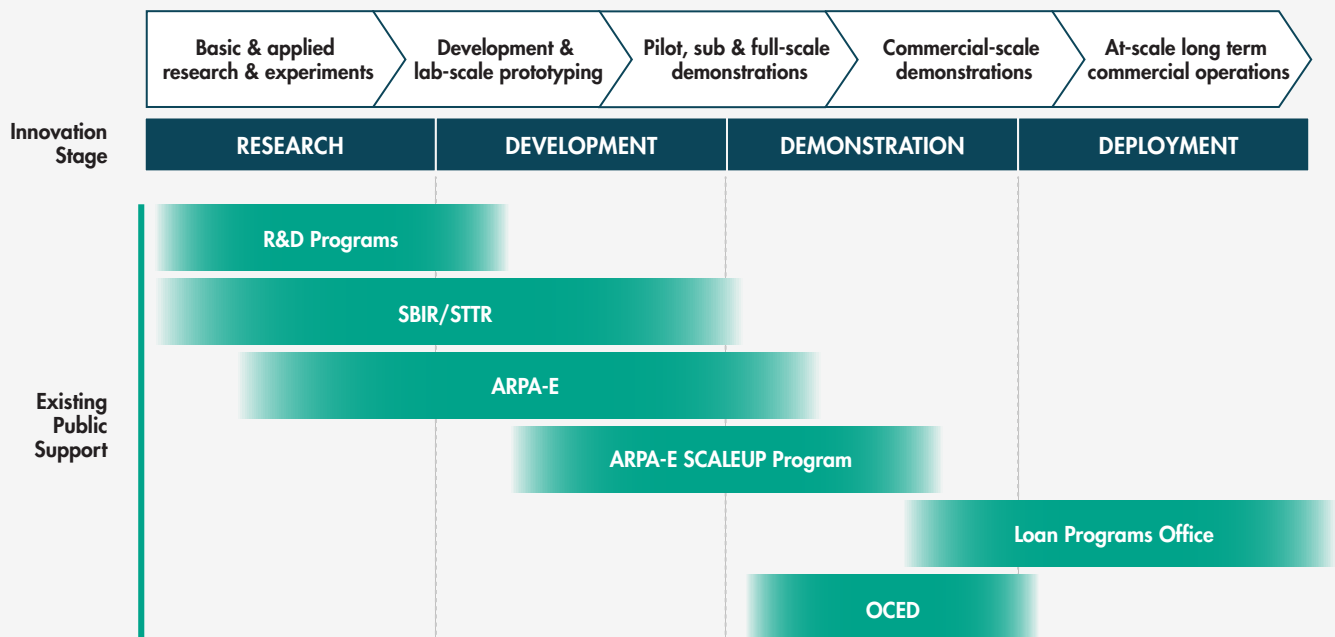 Basic & applied
research & experiments
Development &
lab-scale prototyping
Pilot, sub & full-scale
demonstrations
Commercial-scale
demonstrations
At-scale long term
commercial operations
Innovation
Stage
RESEARCH
DEVELOPMENT
DEMONSTRATION
DEPLOYMENT
Existing
Public
Support
R&D Programs
SBIR/STTR
ARPA-E
ARPA-E SCALEUP Program
Loan Programs Office
OCED